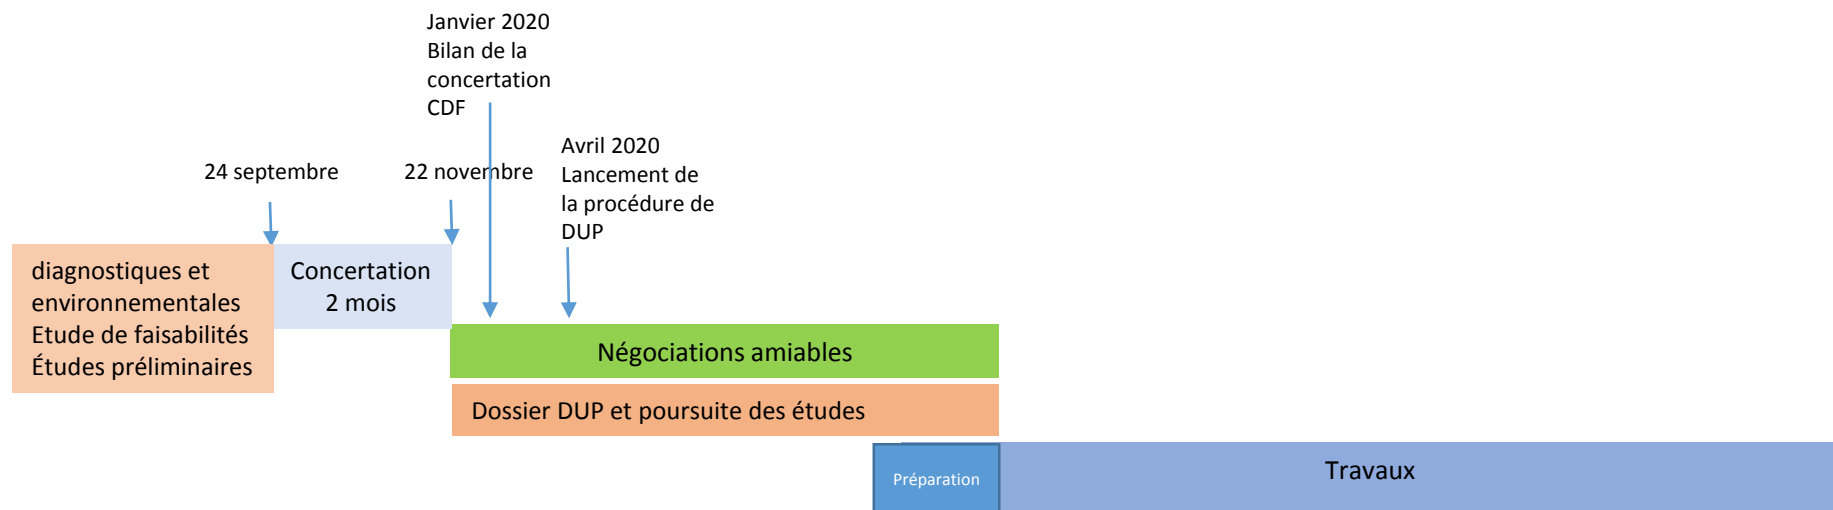 Janvier 2020
Bilan de la
concertation
CDF
Avril 2020
Lancement de
la procédure de
DUP
24 septembre
22 novembre
diagnostiques et
environnementales
Etude de faisabilités
Études préliminaires
Concertation
2 mois
Négociations amiables
Dossier DUP et poursuite des études
Préparation
Travaux